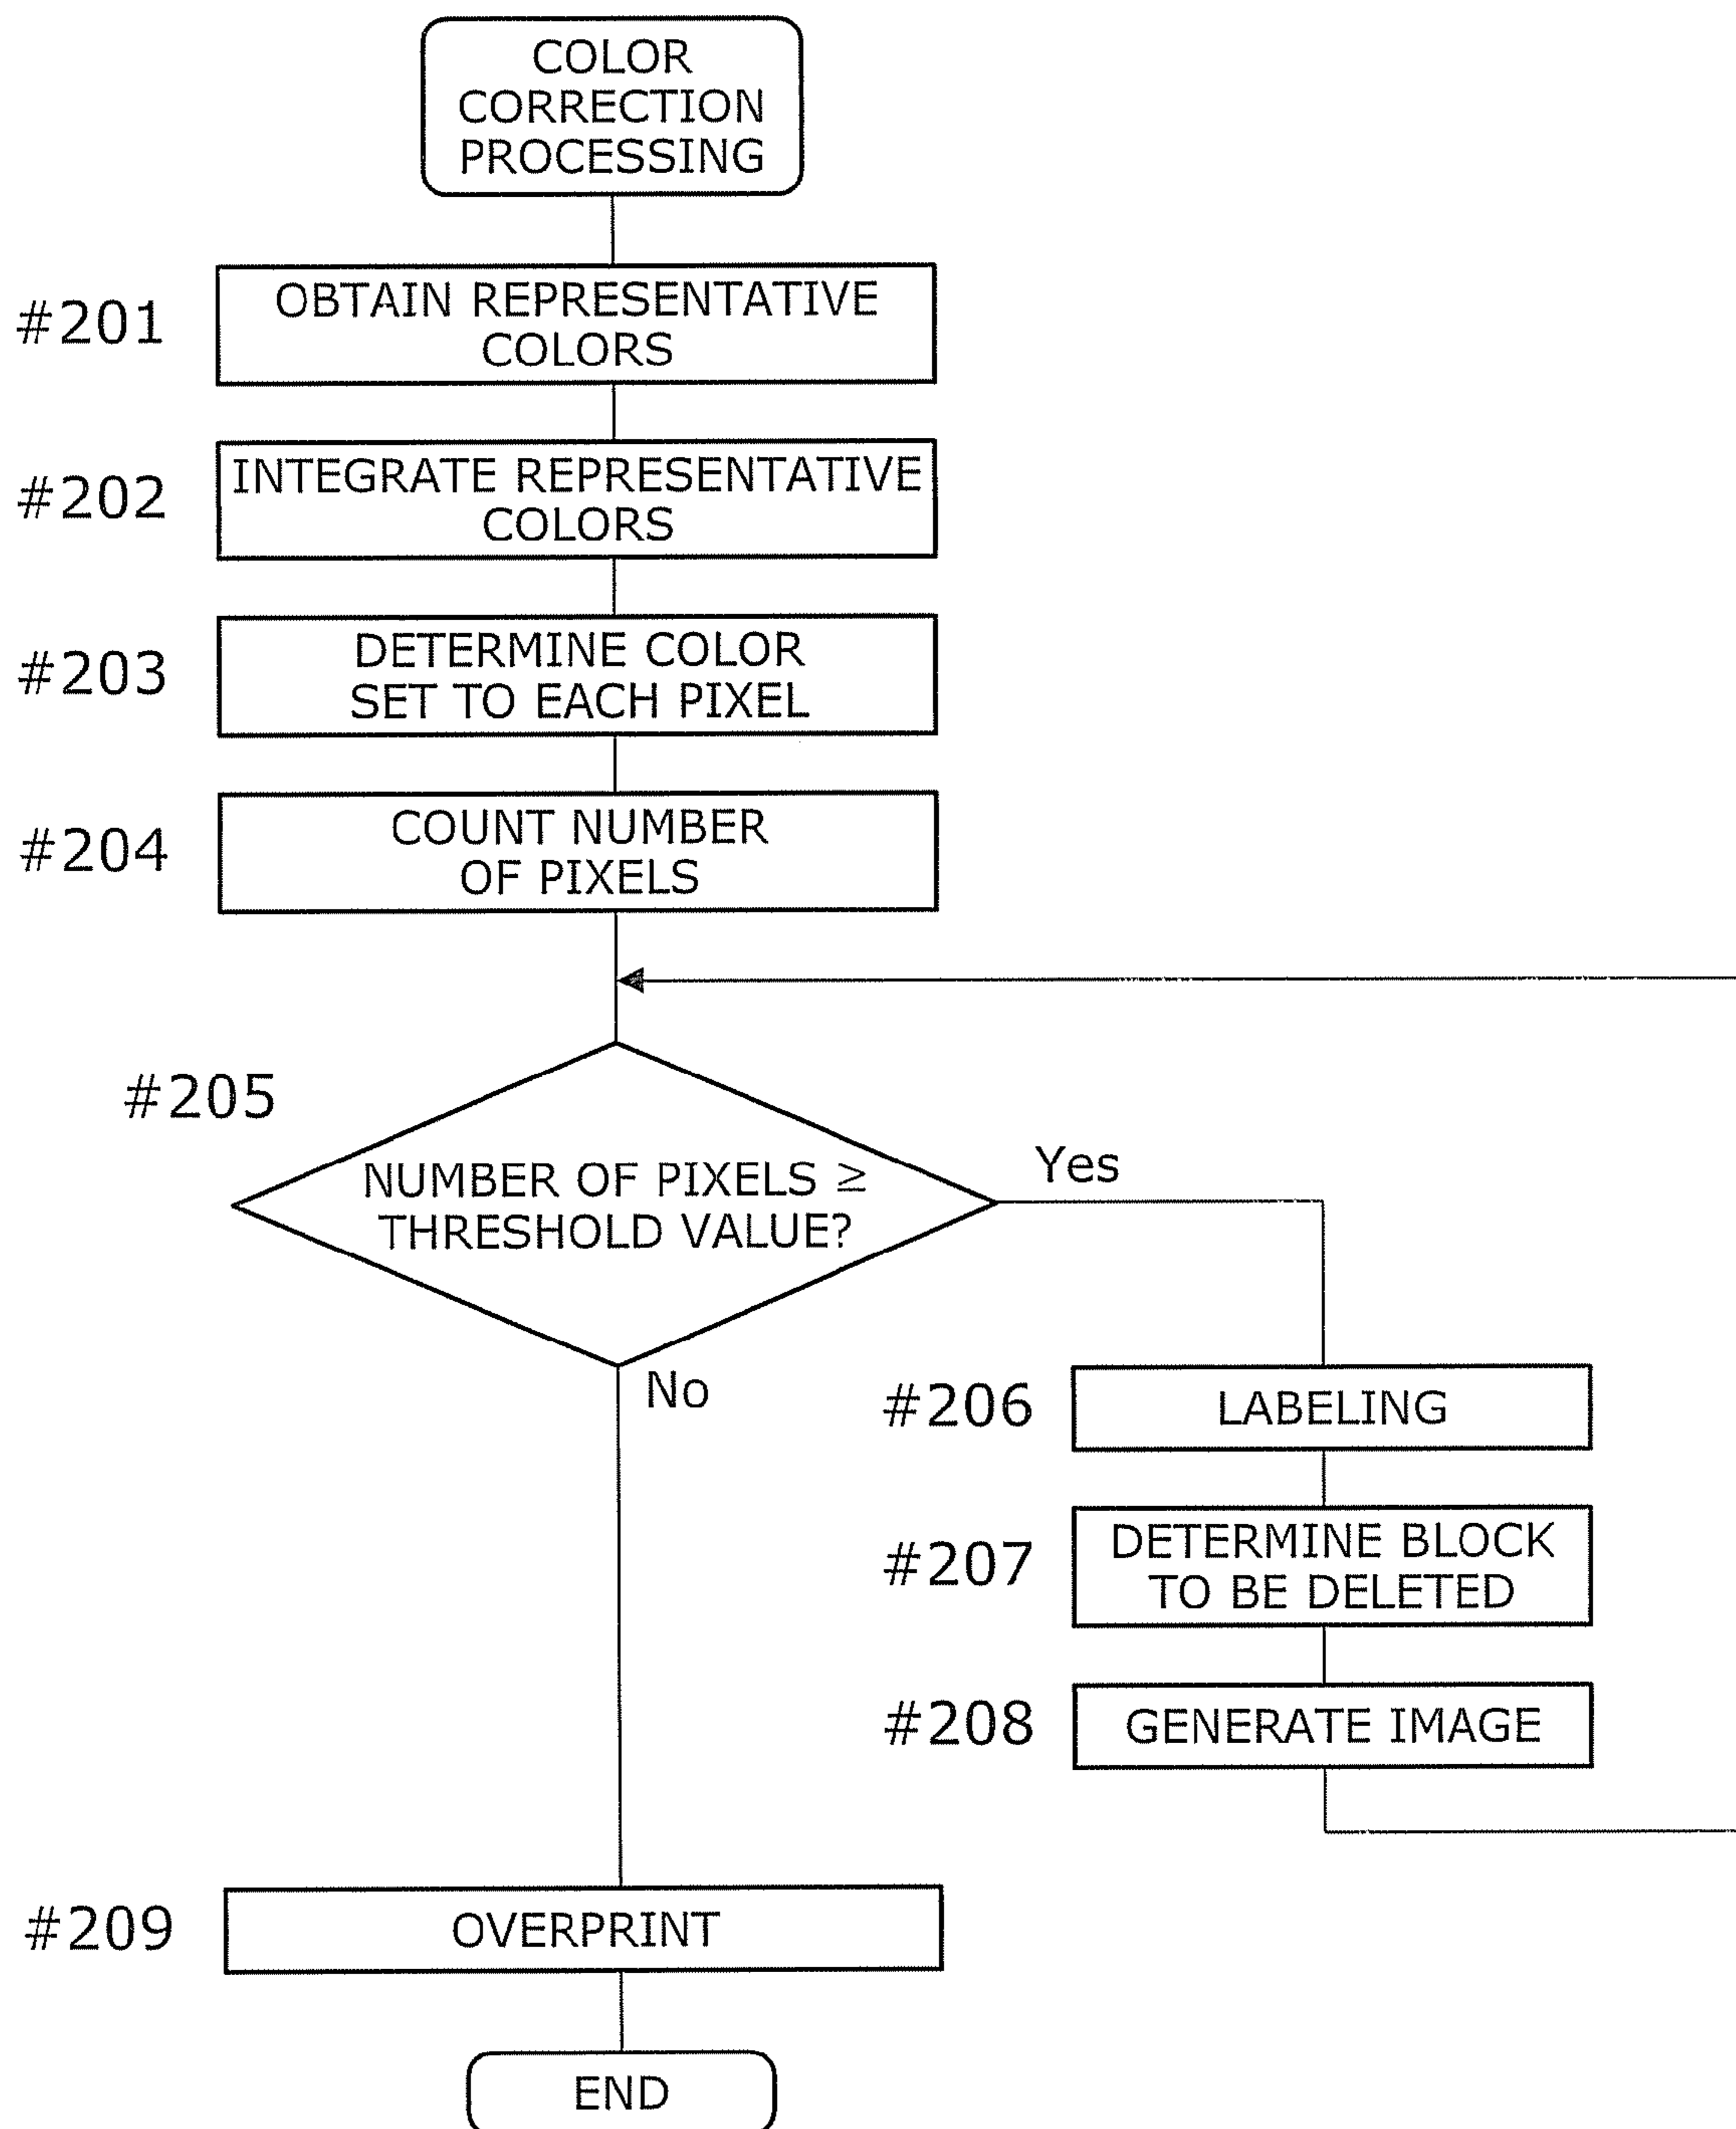 COLOR
CORRECTION
PROCESSING
#201
OBTAIN REPRESENTATIVE
COLORS
#202
INTEGRATE REPRESENTATIVE
COLORS
#203
DETERMINE COLOR
SET TO EACH PIXEL
#204
COUNT NUMBER
OF PIXELS
#205
NUMBER OF PIXELS ≥
THRESHOLD VALUE?
Yes
No
#206
LABELING
#207
DETERMINE BLOCK
TO BE DELETED
#208
GENERATE IMAGE
#209
OVERPRINT
END